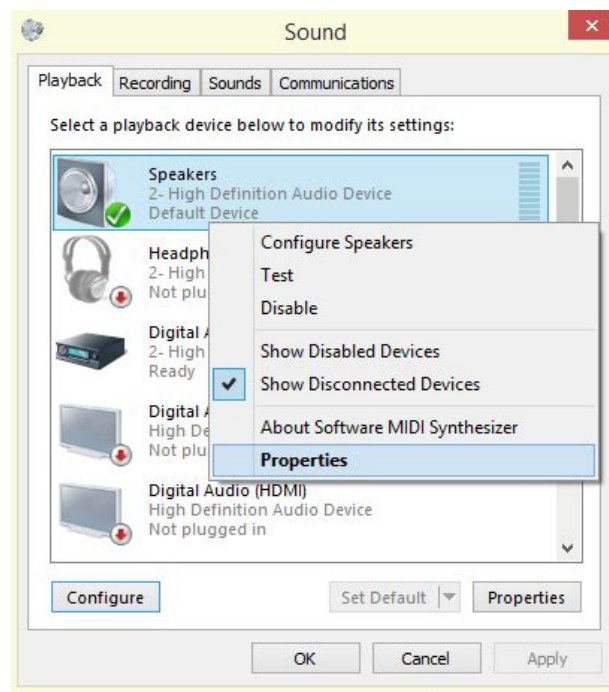 Sound
Playback Recording Sounds Communications
Select a playback device below to modify its settings:
Speakers
2- High Definition Audio Device
Default Device
Configure Speakers
Test
Disable
Show Disabled Devices
Show Disconnected Devices
About Software MIDI Synthesizer
Properties
Headph
2- High
Not plu
Digital A
2- High
Ready
Digital A
High De
Not plu
Digital Audio (HDMI)
High Definition Audio Device
Not plugged in
Configure Set Default Properties
OK Cancel Apply